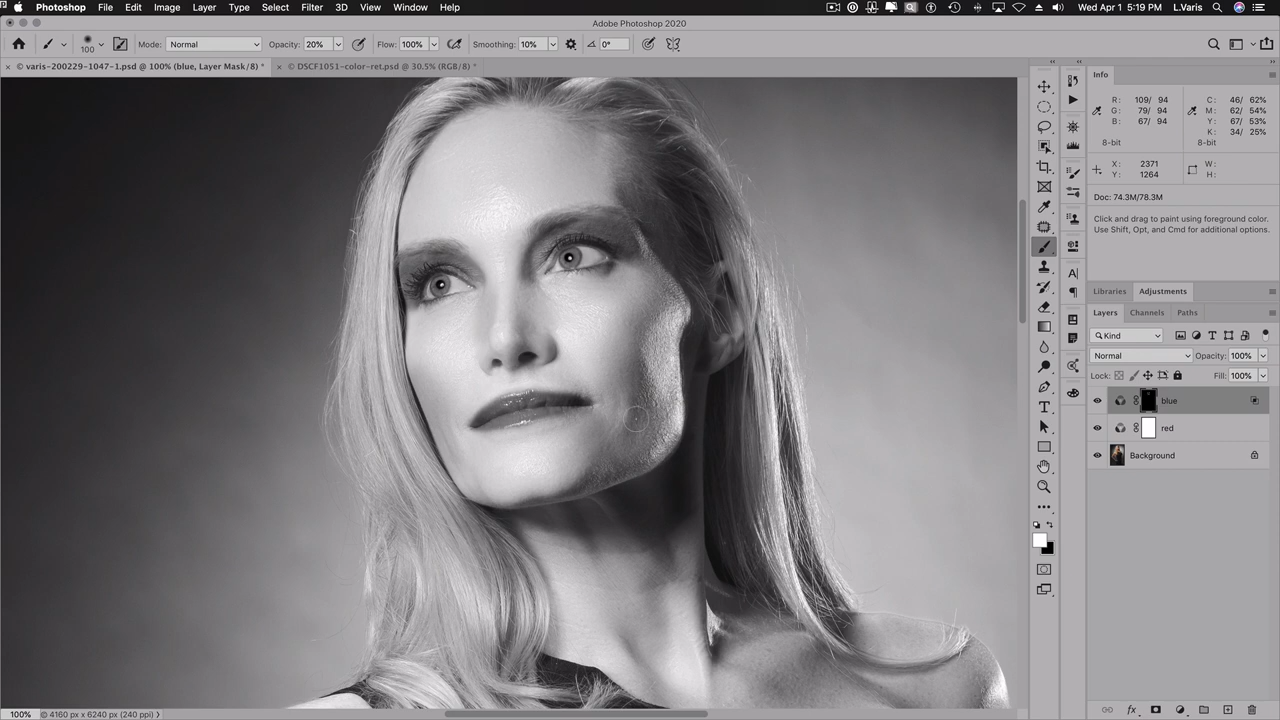 Photoshop File Edit Image Layer Type Select Filter 3D View Window Help Wed Apr 1 5:19 PM L.Varis
Adobe Photoshop 2020
100 Mode: Normal Opacity: 20% Flow: 100% Smoothing: 10% 0°
× © varis-200229-1047-1.psd @ 100% (blue, Layer Mask/8) * × © DSCF1051-color-ret.psd @ 30.5% (RGB/8) *
Info
R: 109/ 94 C: 46/ 62%
G: 79/ 94 M: 62/ 54%
B: 67/ 94 Y: 67/ 53%
K: 34/ 25%
8-bit 8-bit
X: 2371 W:
Y: 1264 H:
Doc: 74.3M/78.3M
Click and drag to paint using foreground color.
Use Shift, Opt, and Cmd for additional options.
Libraries Adjustments
Layers Channels Paths
Kind
Normal Opacity: 100%
Lock: Fill: 100%
blue
red
Background
100% © 4160 px x 6240 px (240 ppi)